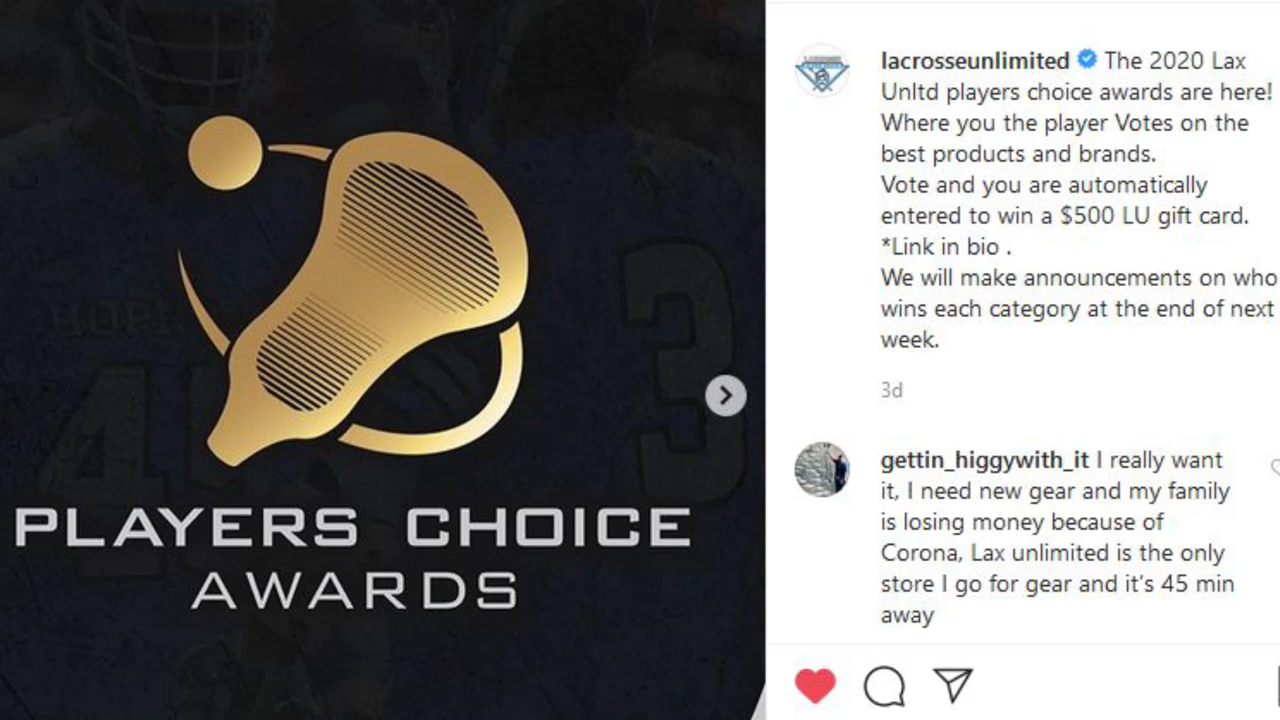 PLAYERS CHOICE
AWARDS
lacrosseunlimited The 2020 Lax
Unltd players choice awards are here!
Where you the player Votes on the
best products and brands.
Vote and you are automatically
entered to win a $500 LU gift card.
*Link in bio .
We will make announcements on who
wins each category at the end of next
week.
3d
gettin_higgywith_it I really want
it, I need new gear and my family
is losing money because of
Corona, Lax unlimited is the only
store I go for gear and it's 45 min
away